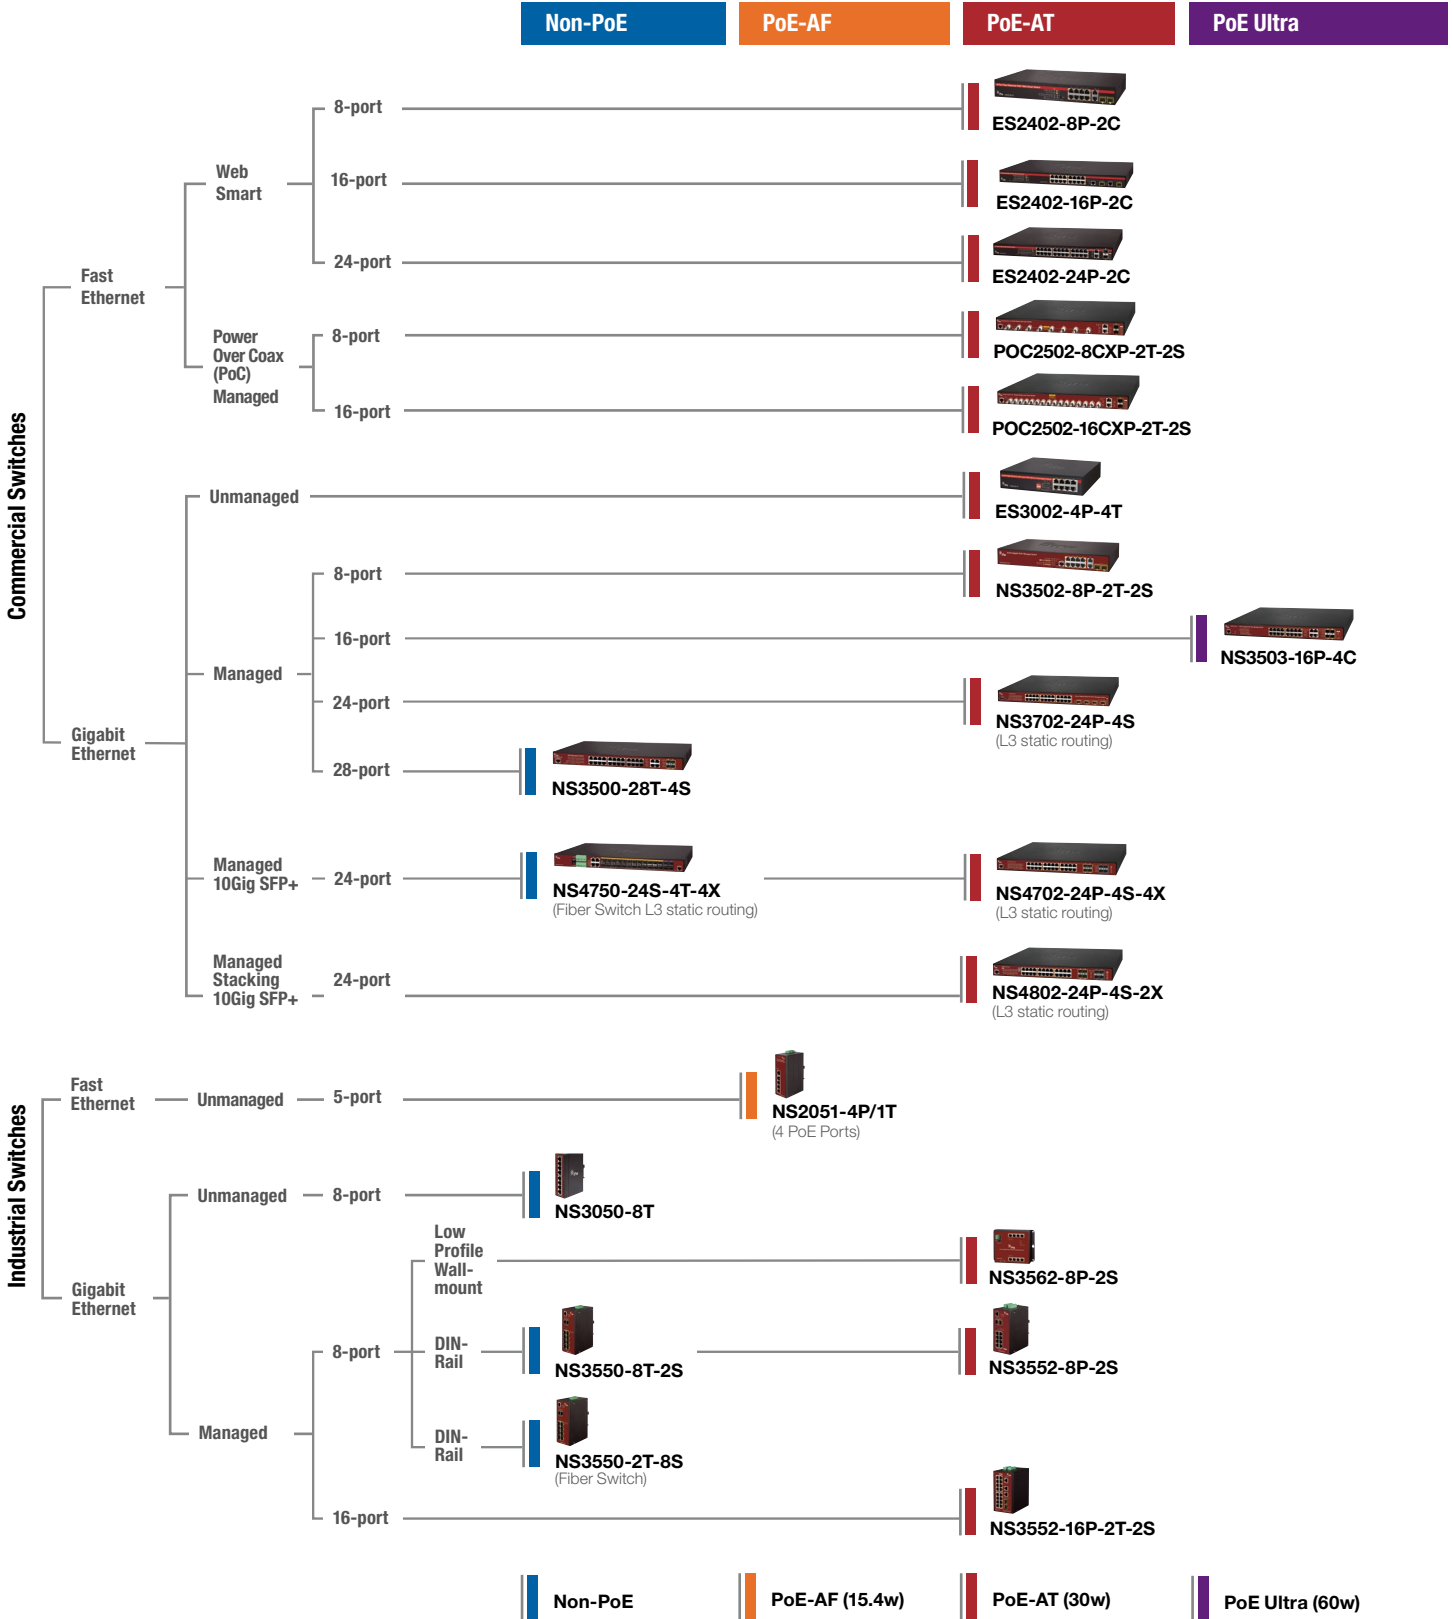 Non-PoE
PoE-AF
PoE-AT
PoE Ultra
Commercial Switches
Fast
Ethernet
Web
Smart
8-port
ES2402-8P-2C
16-port
ES2402-16P-2C
24-port
ES2402-24P-2C
Power
Over Coax
(PoC)
Managed
8-port
POC2502-8CXP-2T-2S
16-port
POC2502-16CXP-2T-2S
Gigabit
Ethernet
Unmanaged
ES3002-4P-4T
Managed
8-port
NS3502-8P-2T-2S
16-port
NS3503-16P-4C
24-port
NS3702-24P-4S
(L3 static routing)
28-port
NS3500-28T-4S
Managed
10Gig SFP+
24-port
NS4750-24S-4T-4X
(Fiber Switch L3 static routing)
NS4702-24P-4S-4X
(L3 static routing)
Managed
Stacking
10Gig SFP+
24-port
NS4802-24P-4S-2X
(L3 static routing)
Industrial Switches
Fast
Ethernet
Unmanaged
5-port
NS2051-4P/1T
(4 PoE Ports)
Gigabit
Ethernet
Unmanaged
8-port
NS3050-8T
Managed
8-port
Low
Profile
Wall-
mount
NS3562-8P-2S
DIN-
Rail
NS3550-8T-2S
NS3552-8P-2S
DIN-
Rail
NS3550-2T-8S
(Fiber Switch)
16-port
NS3552-16P-2T-2S
Non-PoE
PoE-AF (15.4w)
PoE-AT (30w)
PoE Ultra (60w)